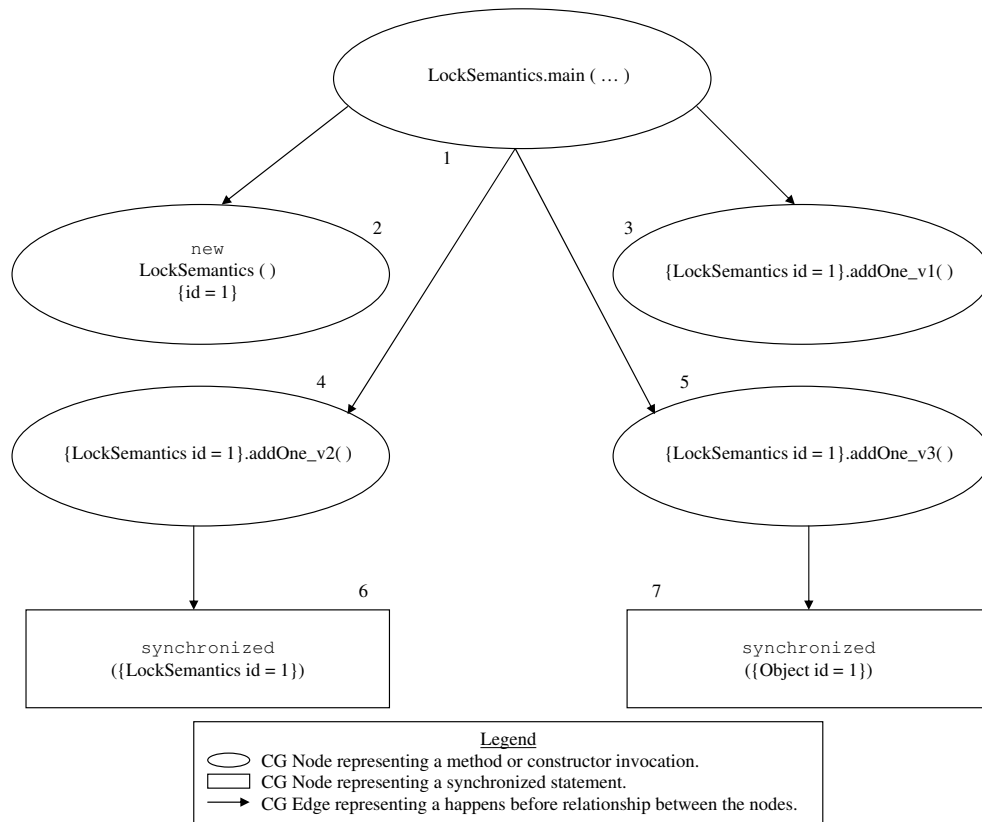 LockSemantics.main ( … )
1
2
3
new
LockSemantics ( )
{id = 1}
{LockSemantics id = 1}.addOne_v1( )
4
5
{LockSemantics id = 1}.addOne_v2( )
{LockSemantics id = 1}.addOne_v3( )
6
7
synchronized
({LockSemantics id = 1})
synchronized
({Object id = 1})
Legend
CG Node representing a method or constructor invocation.
CG Node representing a synchronized statement.
CG Edge representing a happens before relationship between the nodes.